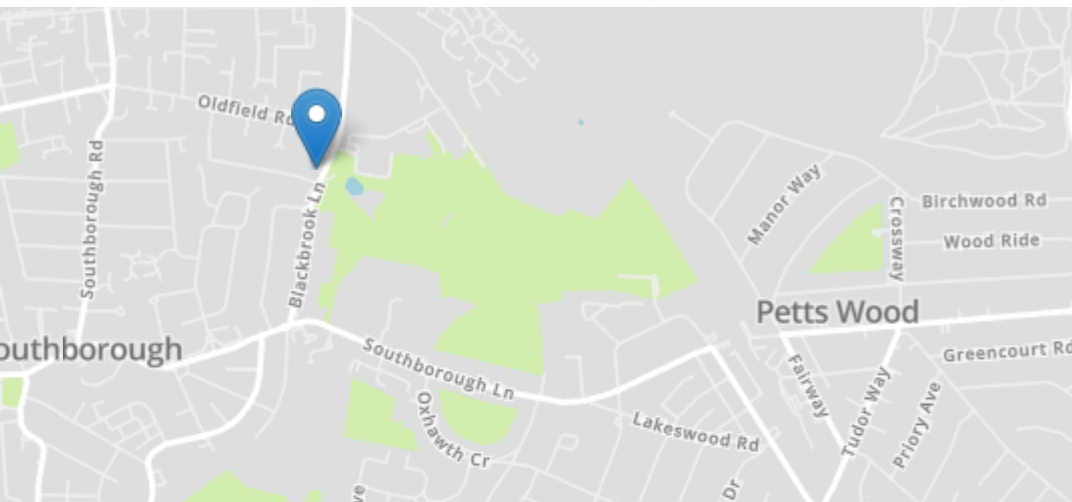 Oldfield Rd
Southborough Rd
Blackbrook Ln
Manor Way
Crossway
Birchwood Rd
Wood Ride
Petts Wood
outhborough
Southborough Ln
Greencourt Rd
Fairway
Tudor Way
Priory Ave
Oxhawth Cr
Lakeswood Rd
Dr
ve